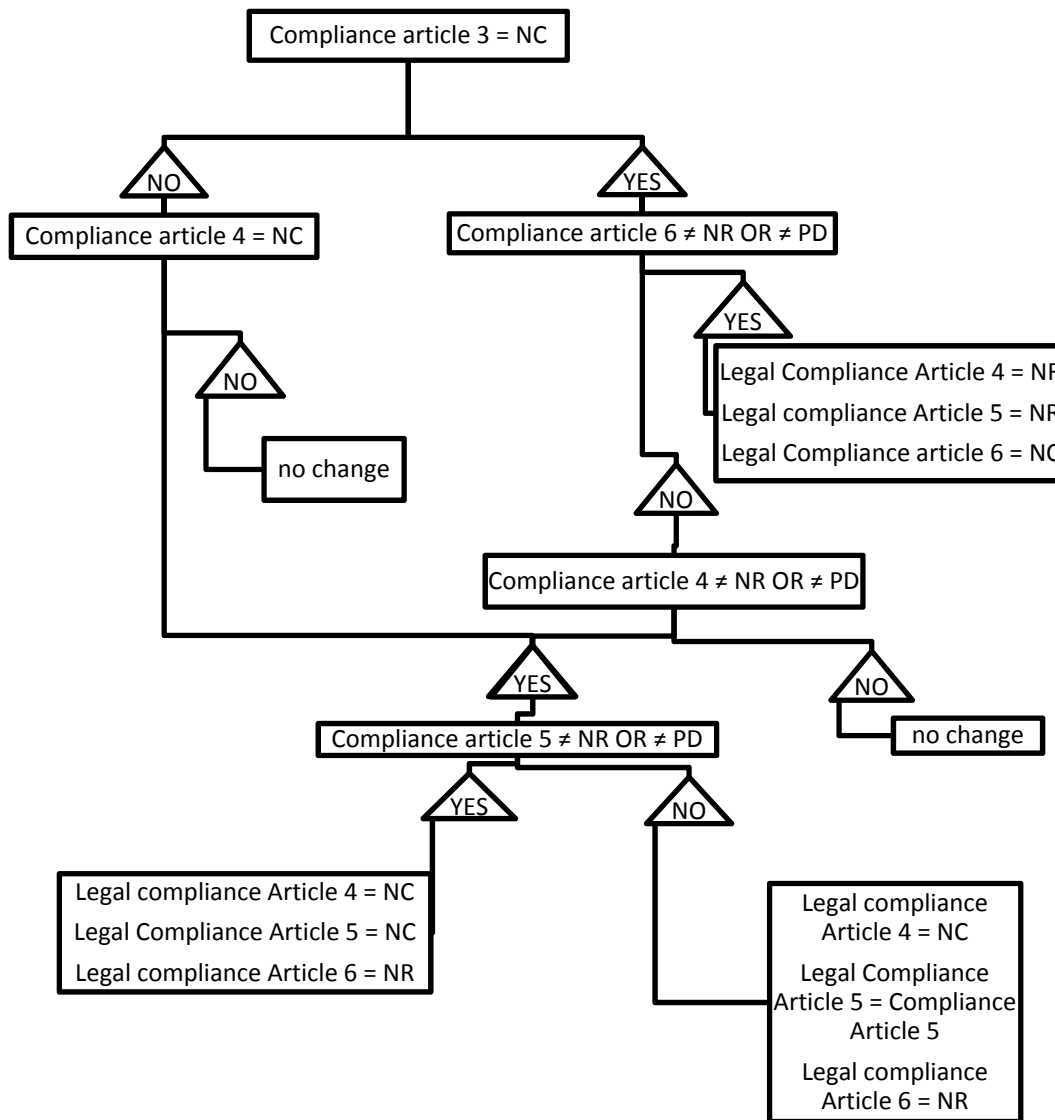 Compliance article 3 = NC
NO
YES
Compliance article 4 = NC
Compliance article 6 ≠ NR OR ≠ PD
YES
NO
Legal Compliance Article 4 = NR
Legal compliance Article 5 = NR
Legal Compliance article 6 = NC
no change
NO
Compliance article 4 ≠ NR OR ≠ PD
YES
NO
Compliance article 5 ≠ NR OR ≠ PD
no change
YES
NO
Legal compliance Article 4 = NC
Legal Compliance Article 5 = NC
Legal compliance Article 6 = NR
Legal compliance
Article 4 = NC
Legal Compliance
Article 5 = Compliance
Article 5
Legal compliance
Article 6 = NR